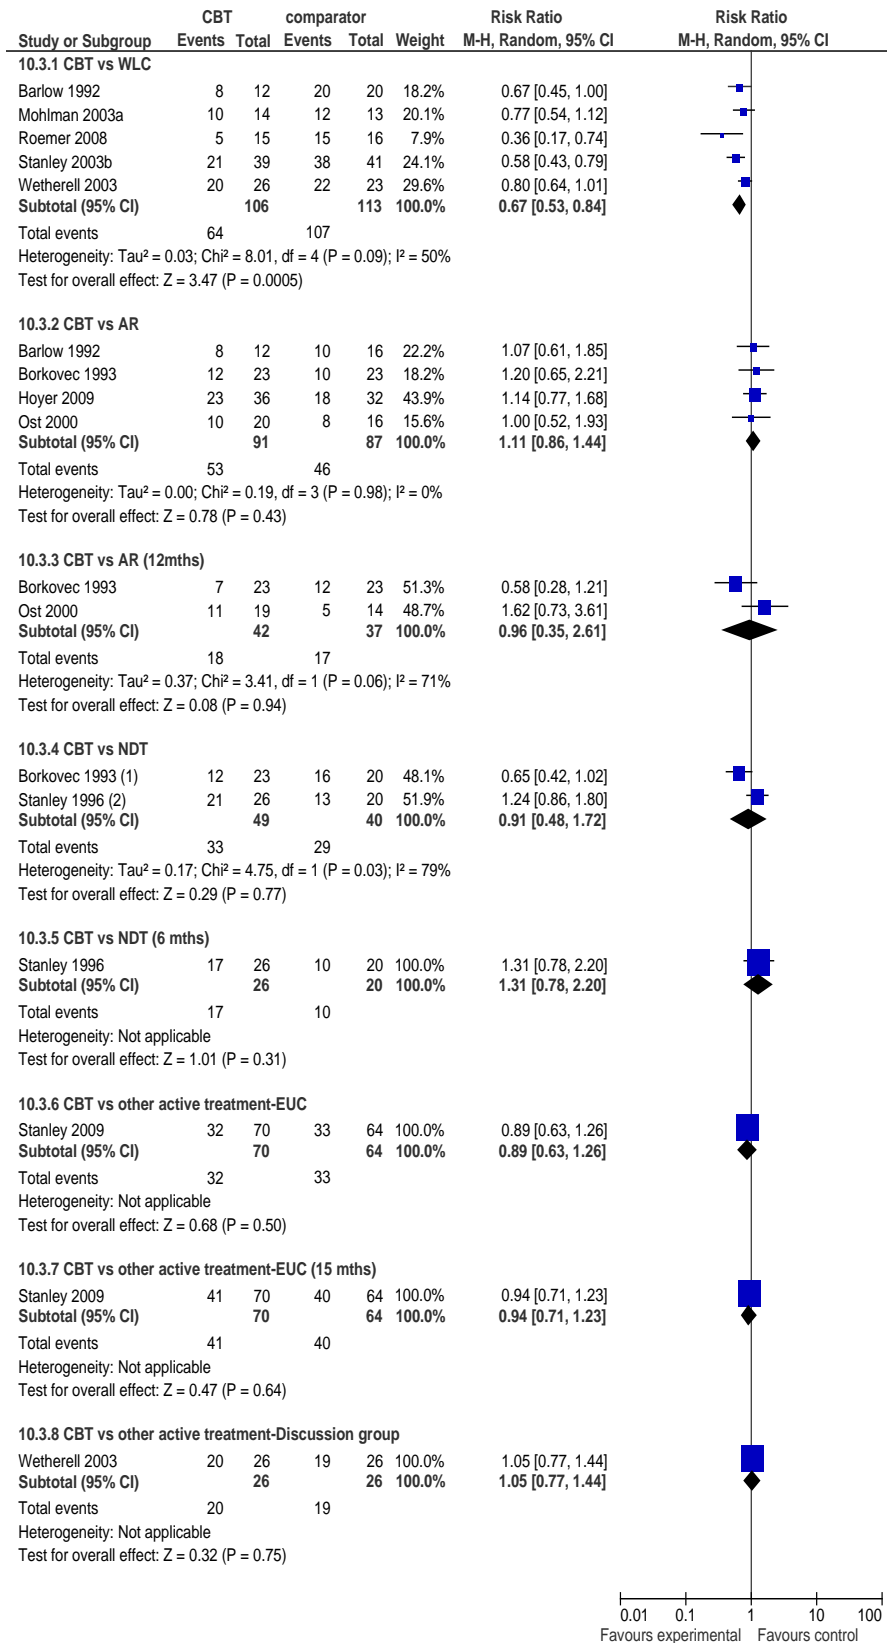 CBT comparator Risk Ratio Risk Ratio
Study or Subgroup Events Total Events Total Weight M-H, Random, 95% CI M-H, Random, 95% CI
10.3.1 CBT vs WLC
Barlow 1992 8 12 20 20 18.2% 0.67 [0.45, 1.00]
Mohlman 2003a 10 14 12 13 20.1% 0.77 [0.54, 1.12]
Roemer 2008 5 15 15 16 7.9% 0.36 [0.17, 0.74]
Stanley 2003b 21 39 38 41 24.1% 0.58 [0.43, 0.79]
Wetherell 2003 20 26 22 23 29.6% 0.80 [0.64, 1.01]
Subtotal (95% CI) 106 113 100.0% 0.67 [0.53, 0.84]
Total events 64 107
Heterogeneity: Tau² = 0.03; Chi² = 8.01, df = 4 (P = 0.09); I² = 50%
Test for overall effect: Z = 3.47 (P = 0.0005)
10.3.2 CBT vs AR
Barlow 1992 8 12 10 16 22.2% 1.07 [0.61, 1.85]
Borkovec 1993 12 23 10 23 18.2% 1.20 [0.65, 2.21]
Hoyer 2009 23 36 18 32 43.9% 1.14 [0.77, 1.68]
Ost 2000 10 20 8 16 15.6% 1.00 [0.52, 1.93]
Subtotal (95% CI) 91 87 100.0% 1.11 [0.86, 1.44]
Total events 53 46
Heterogeneity: Tau² = 0.00; Chi² = 0.19, df = 3 (P = 0.98); I² = 0%
Test for overall effect: Z = 0.78 (P = 0.43)
10.3.3 CBT vs AR (12mths)
Borkovec 1993 7 23 12 23 51.3% 0.58 [0.28, 1.21]
Ost 2000 11 19 5 14 48.7% 1.62 [0.73, 3.61]
Subtotal (95% CI) 42 37 100.0% 0.96 [0.35, 2.61]
Total events 18 17
Heterogeneity: Tau² = 0.37; Chi² = 3.41, df = 1 (P = 0.06); I² = 71%
Test for overall effect: Z = 0.08 (P = 0.94)
10.3.4 CBT vs NDT
Borkovec 1993 (1) 12 23 16 20 48.1% 0.65 [0.42, 1.02]
Stanley 1996 (2) 21 26 13 20 51.9% 1.24 [0.86, 1.80]
Subtotal (95% CI) 49 40 100.0% 0.91 [0.48, 1.72]
Total events 33 29
Heterogeneity: Tau² = 0.17; Chi² = 4.75, df = 1 (P = 0.03); I² = 79%
Test for overall effect: Z = 0.29 (P = 0.77)
10.3.5 CBT vs NDT (6 mths)
Stanley 1996 17 26 10 20 100.0% 1.31 [0.78, 2.20]
Subtotal (95% CI) 26 20 100.0% 1.31 [0.78, 2.20]
Total events 17 10
Heterogeneity: Not applicable
Test for overall effect: Z = 1.01 (P = 0.31)
10.3.6 CBT vs other active treatment-EUC
Stanley 2009 32 70 33 64 100.0% 0.89 [0.63, 1.26]
Subtotal (95% CI) 70 64 100.0% 0.89 [0.63, 1.26]
Total events 32 33
Heterogeneity: Not applicable
Test for overall effect: Z = 0.68 (P = 0.50)
10.3.7 CBT vs other active treatment-EUC (15 mths)
Stanley 2009 41 70 40 64 100.0% 0.94 [0.71, 1.23]
Subtotal (95% CI) 70 64 100.0% 0.94 [0.71, 1.23]
Total events 41 40
Heterogeneity: Not applicable
Test for overall effect: Z = 0.47 (P = 0.64)
10.3.8 CBT vs other active treatment-Discussion group
Wetherell 2003 20 26 19 26 100.0% 1.05 [0.77, 1.44]
Subtotal (95% CI) 26 26 100.0% 1.05 [0.77, 1.44]
Total events 20 19
Heterogeneity: Not applicable
Test for overall effect: Z = 0.32 (P = 0.75)
0.01 0.1 1 10 100
Favours experimental Favours control